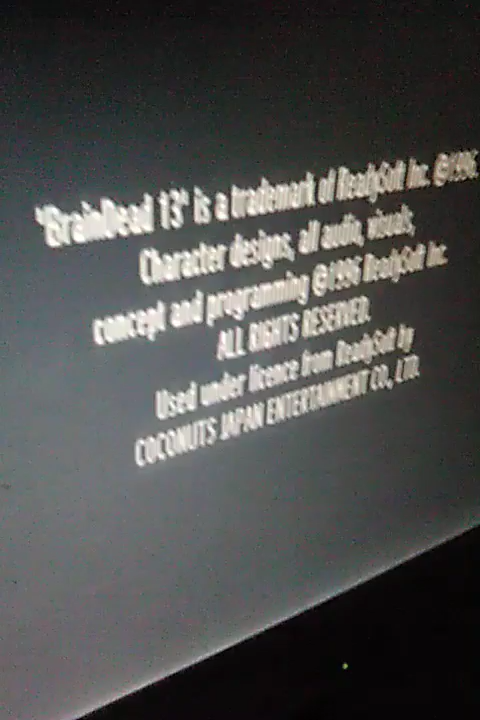 "BrainDead 13" is a trademark of ReadySoft Inc. ©1996.
Character designs, all audio, visuals,
concept and programming ©1996 ReadySoft Inc.
ALL RIGHTS RESERVED.
Used under licence from ReadySoft by
COCONUTS JAPAN ENTERTAINMENT CO., LTD.